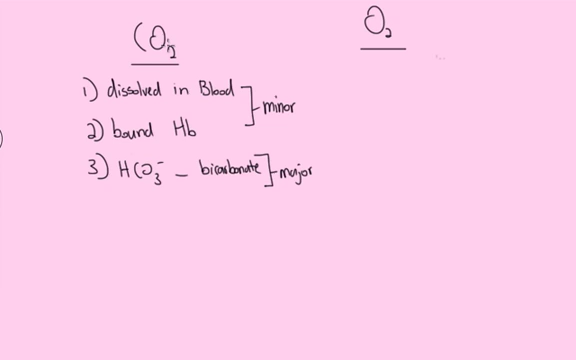 CO₂
O₂
1) dissolved in Blood
minor
2) bound Hb
3) HCO₃⁻ – bicarbonate
major